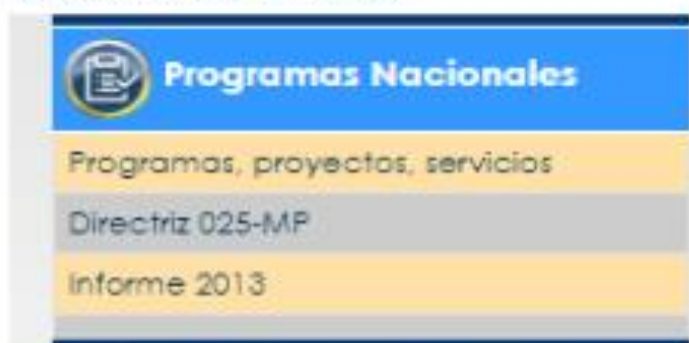 Programas Nacionales
Programas, proyectos, servicios
Directriz 025-MP
Informe 2013